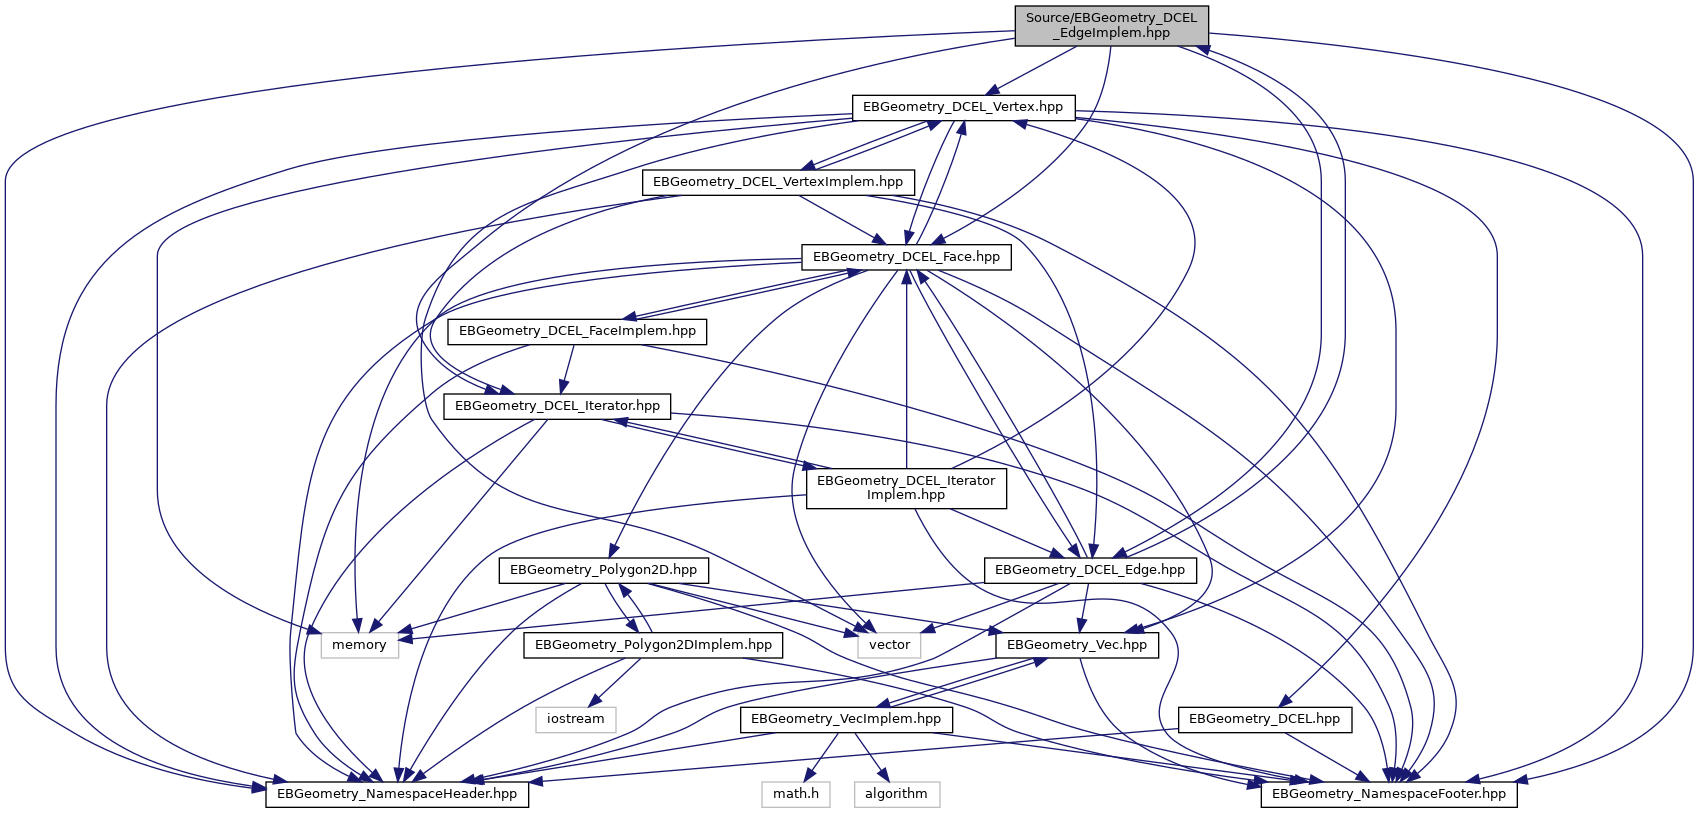 Source/EBGeometry_DCEL
_EdgeImplem.hpp
EBGeometry_DCEL_Vertex.hpp
EBGeometry_DCEL_VertexImplem.hpp
EBGeometry_DCEL_Face.hpp
EBGeometry_DCEL_FaceImplem.hpp
EBGeometry_DCEL_Iterator.hpp
EBGeometry_DCEL_Iterator
Implem.hpp
EBGeometry_Polygon2D.hpp
EBGeometry_DCEL_Edge.hpp
memory
EBGeometry_Polygon2DImplem.hpp
vector
EBGeometry_Vec.hpp
iostream
EBGeometry_VecImplem.hpp
EBGeometry_DCEL.hpp
EBGeometry_NamespaceHeader.hpp
math.h
algorithm
EBGeometry_NamespaceFooter.hpp